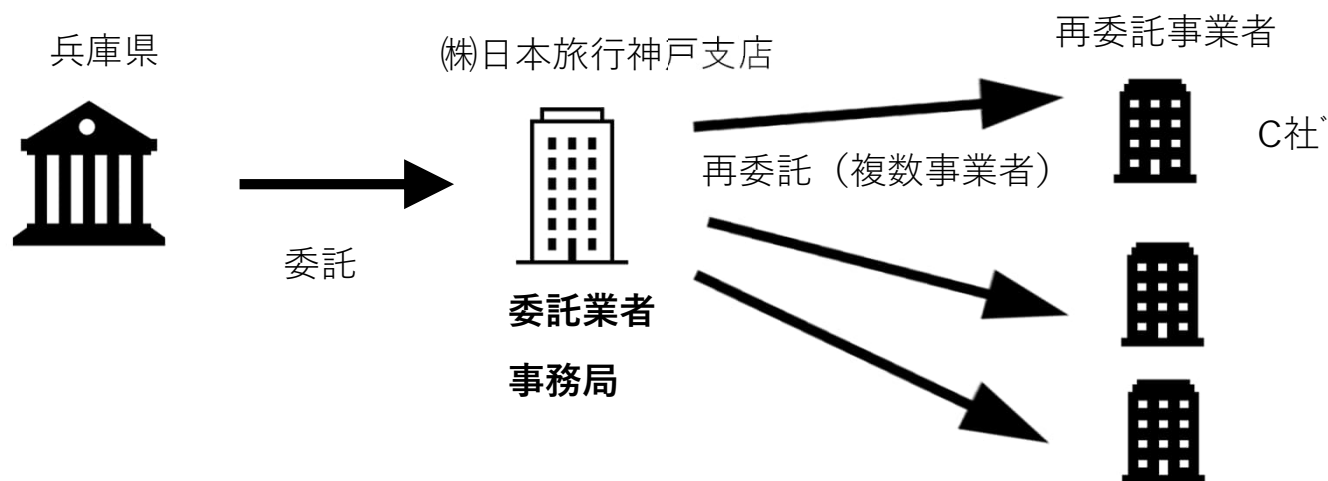 兵庫県
㈱日本旅行神戸支店
再委託事業者
C社
再委託（複数事業者）
委託
委託業者
事務局